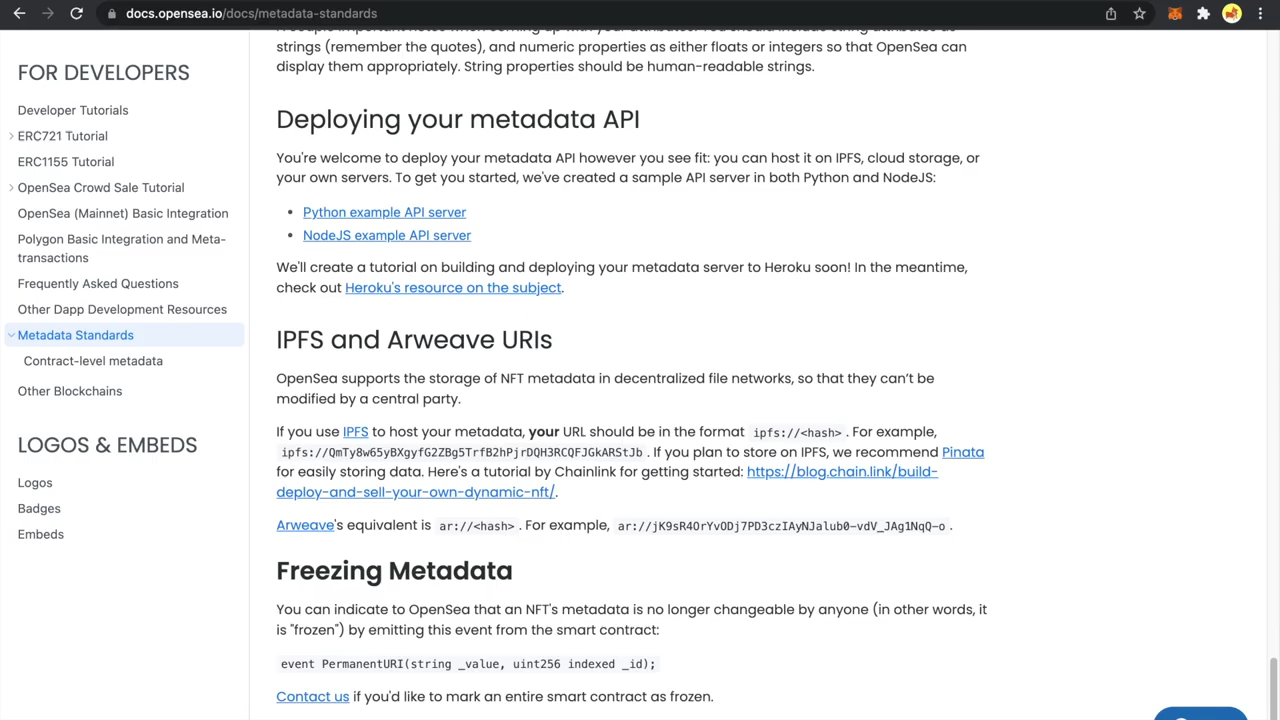 docs.opensea.io/docs/metadata-standards
FOR DEVELOPERS
Developer Tutorials
ERC721 Tutorial
ERC1155 Tutorial
OpenSea Crowd Sale Tutorial
OpenSea (Mainnet) Basic Integration
Polygon Basic Integration and Meta-
transactions
Frequently Asked Questions
Other Dapp Development Resources
Metadata Standards
Contract-level metadata
Other Blockchains
LOGOS & EMBEDS
Logos
Badges
Embeds
strings (remember the quotes), and numeric properties as either floats or integers so that OpenSea can
display them appropriately. String properties should be human-readable strings.
Deploying your metadata API
You're welcome to deploy your metadata API however you see fit: you can host it on IPFS, cloud storage, or
your own servers. To get you started, we've created a sample API server in both Python and NodeJS:
• Python example API server
• NodeJS example API server
We'll create a tutorial on building and deploying your metadata server to Heroku soon! In the meantime,
check out Heroku's resource on the subject.
IPFS and Arweave URIs
OpenSea supports the storage of NFT metadata in decentralized file networks, so that they can’t be
modified by a central party.
If you use IPFS to host your metadata, your URL should be in the format ipfs://<hash>. For example,
ipfs://QmTy8w65yBXgyfG2ZBg5TrfB2hPjrDQH3RCQFJGkARStJb. If you plan to store on IPFS, we recommend Pinata
for easily storing data. Here's a tutorial by Chainlink for getting started: https://blog.chain.link/build-
deploy-and-sell-your-own-dynamic-nft/.
Arweave's equivalent is ar://<hash>. For example, ar://jK9sR4OrYvODj7PD3czIAyNJalub0-vdV_JAg1NqQ-o.
Freezing Metadata
You can indicate to OpenSea that an NFT's metadata is no longer changeable by anyone (in other words, it
is "frozen") by emitting this event from the smart contract:
event PermanentURI(string _value, uint256 indexed _id);
Contact us if you'd like to mark an entire smart contract as frozen.